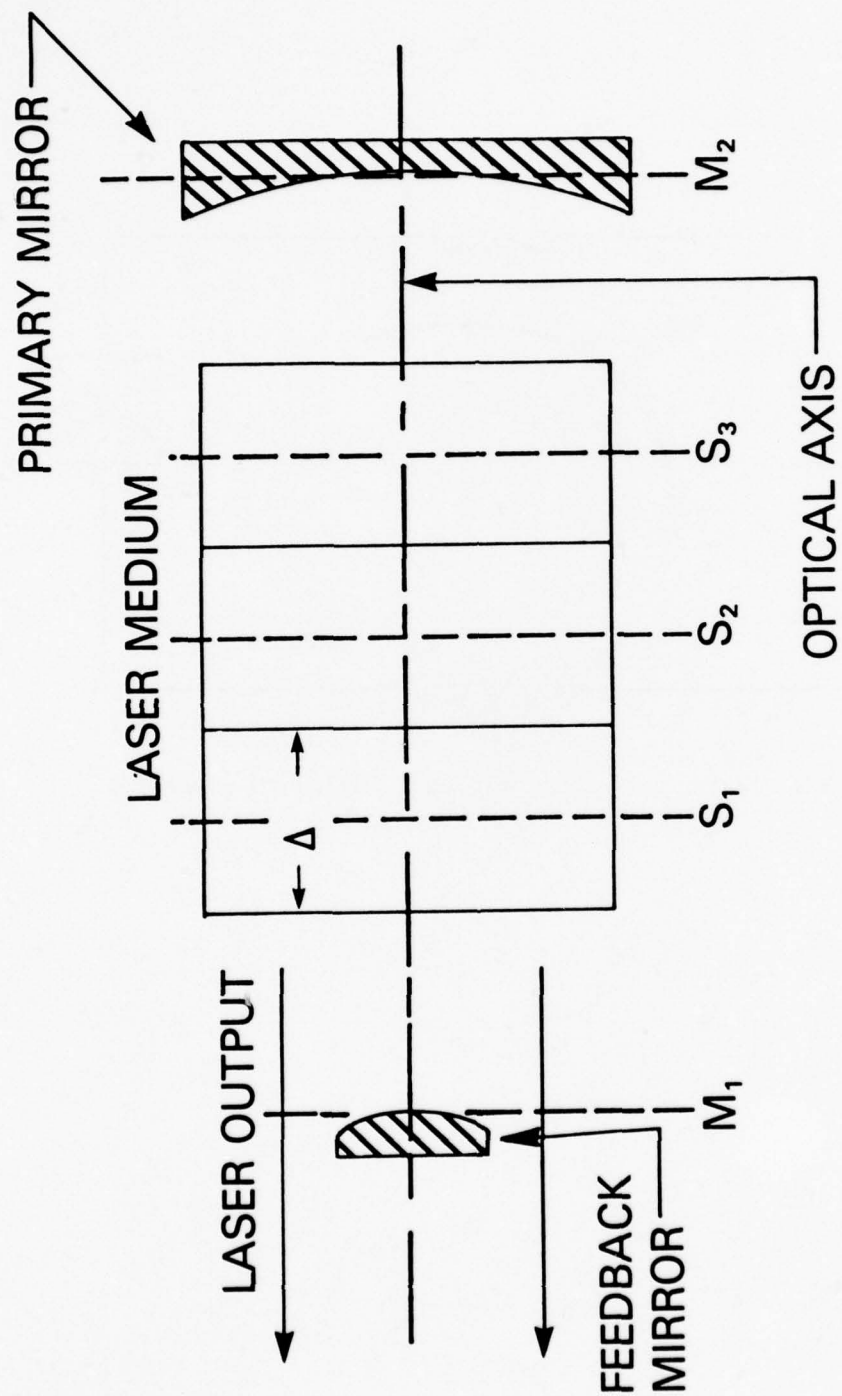 PRIMARY MIRROR
LASER MEDIUM
LASER OUTPUT
Δ
M₁
S₁
S₂
S₃
M₂
FEEDBACK
MIRROR
OPTICAL AXIS